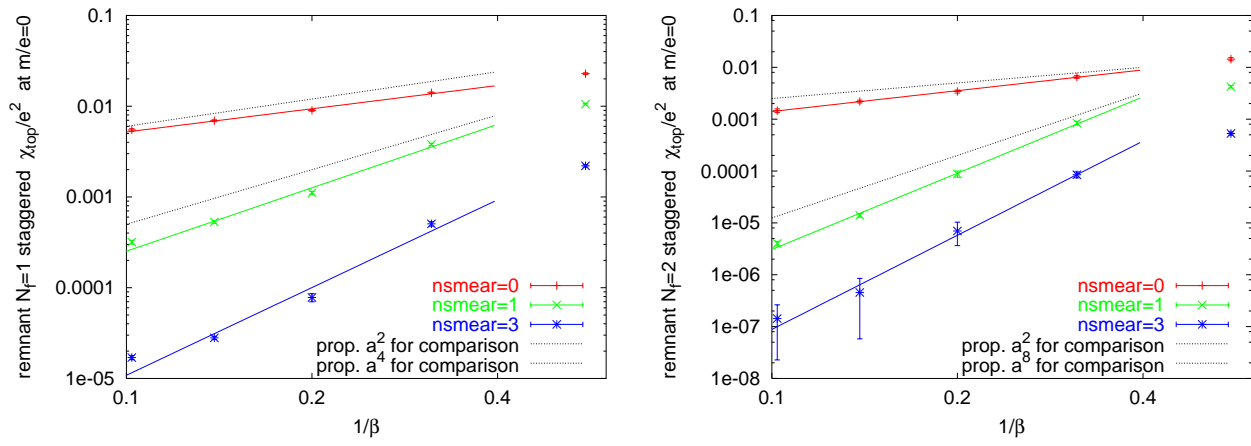 remnant N_f=1 staggered χ_top/e² at m/e=0
0.1
0.01
0.001
0.0001
1e-05
nsmear=0
nsmear=1
nsmear=3
prop. a² for comparison
prop. a⁴ for comparison
0.1 0.2 0.4
1/β
remnant N_f=2 staggered χ_top/e² at m/e=0
0.1
0.01
0.001
0.0001
1e-05
1e-06
1e-07
1e-08
nsmear=0
nsmear=1
nsmear=3
prop. a² for comparison
prop. a⁸ for comparison
0.1 0.2 0.4
1/β